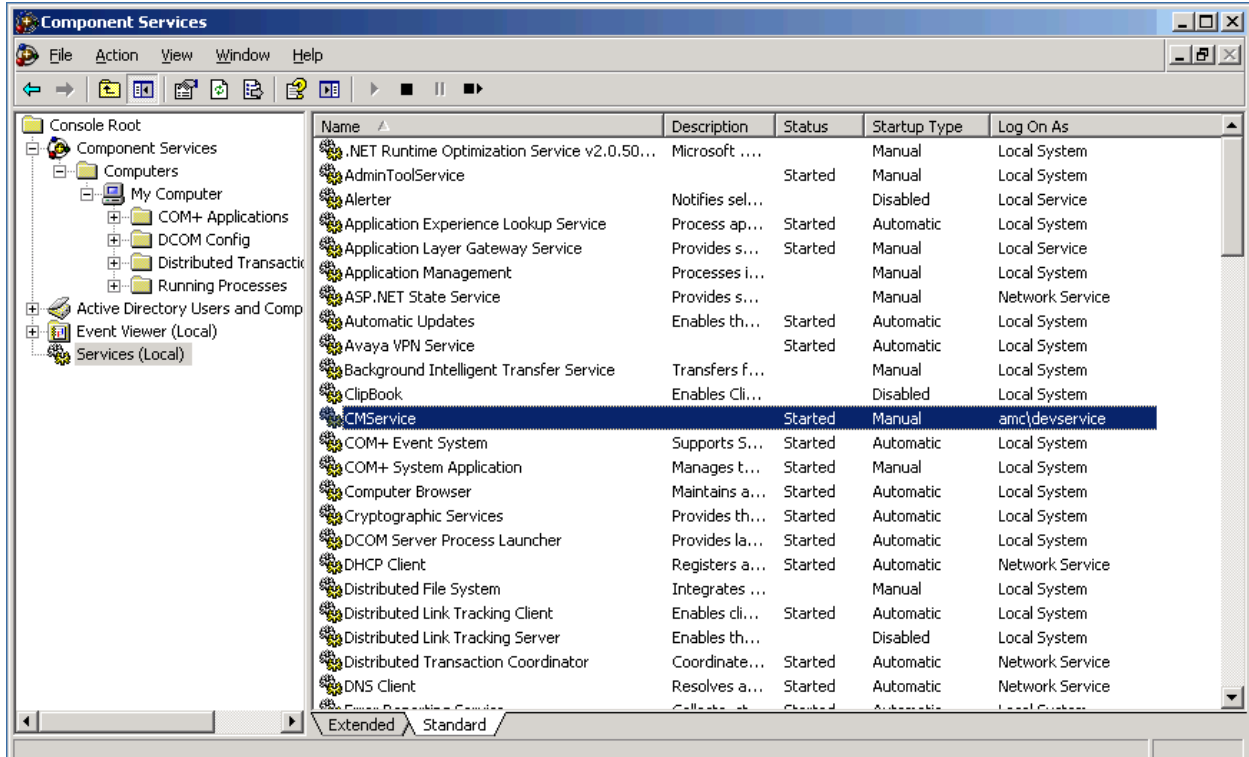 Component Services
File Action View Window Help
Console Root
Component Services
Computers
My Computer
COM+ Applications
DCOM Config
Distributed Transactic
Running Processes
Active Directory Users and Comp
Event Viewer (Local)
Services (Local)
Name Description Status Startup Type Log On As
.NET Runtime Optimization Service v2.0.50... Microsoft .... Manual Local System
AdminToolService Started Manual Local System
Alerter Notifies sel... Disabled Local Service
Application Experience Lookup Service Process ap... Started Automatic Local System
Application Layer Gateway Service Provides s... Started Manual Local Service
Application Management Processes i... Manual Local System
ASP.NET State Service Provides s... Manual Network Service
Automatic Updates Enables th... Started Automatic Local System
Avaya VPN Service Started Automatic Local System
Background Intelligent Transfer Service Transfers f... Manual Local System
ClipBook Enables Cli... Disabled Local System
CMService Started Manual amc\devservice
COM+ Event System Supports S... Started Automatic Local System
COM+ System Application Manages t... Started Manual Local System
Computer Browser Maintains a... Started Automatic Local System
Cryptographic Services Provides th... Started Automatic Local System
DCOM Server Process Launcher Provides la... Started Automatic Local System
DHCP Client Registers a... Started Automatic Network Service
Distributed File System Integrates ... Manual Local System
Distributed Link Tracking Client Enables cli... Started Automatic Local System
Distributed Link Tracking Server Enables th... Disabled Local System
Distributed Transaction Coordinator Coordinate... Started Automatic Network Service
DNS Client Resolves a... Started Automatic Network Service
Error Reporting Service Collects, st... Started Automatic Local System
Extended Standard